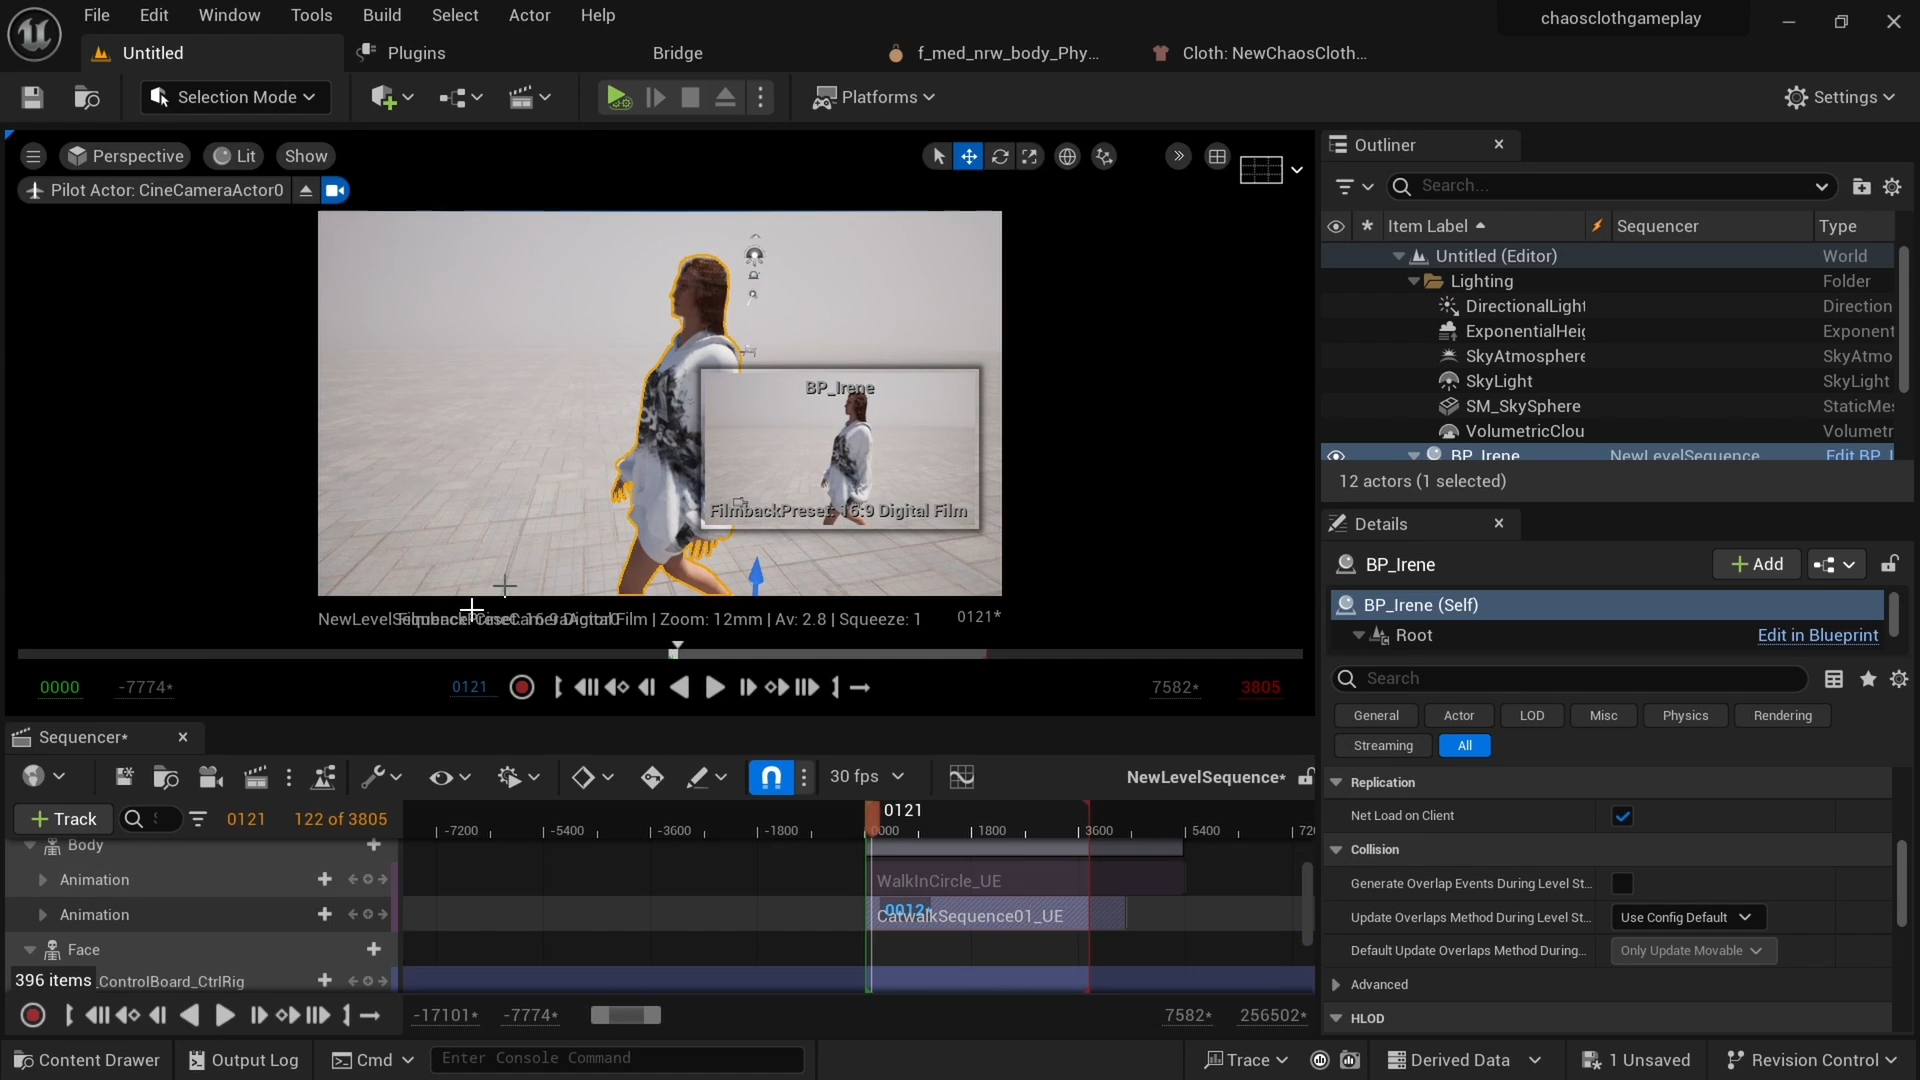 File Edit Window Tools Build Select Actor Help
chaosclothgameplay
Untitled
Plugins
Bridge
f_med_nrw_body_Phy...
Cloth: NewChaosCloth...
Selection Mode
Platforms
Settings
Perspective
Lit
Show
Pilot Actor: CineCameraActor0
BP_Irene
FilmbackPreset: 16:9 Digital Film
Film | Zoom: 12mm | Av: 2.8 | Squeeze: 1
0121*
0000
-7774*
0121
7582*
3805
Sequencer*
30 fps
NewLevelSequence*
Track
0121
122 of 3805
0121
-7200 -5400 -3600 -1800 0000 1800 3600 5400
Body
Animation
WalkInCircle_UE
Animation
0012*
CatwalkSequence01_UE
Face
396 items
ControlBoard_CtrlRig
-17101*
-7774*
7582*
256502*
Outliner
Search...
Item Label
Sequencer
Type
Untitled (Editor)
World
Lighting
Folder
DirectionalLight
Direction
ExponentialHeig
Exponent
SkyAtmosphere
SkyAtmo
SkyLight
SkyLight
SM_SkySphere
StaticMes
VolumetricClou
Volumetr
BP_Irene
NewLevelSequence
Edit BP_I
12 actors (1 selected)
Details
BP_Irene
Add
BP_Irene (Self)
Root
Edit in Blueprint
Search
General
Actor
LOD
Misc
Physics
Rendering
Streaming
All
Replication
Net Load on Client
Collision
Generate Overlap Events During Level St...
Update Overlaps Method During Level St...
Use Config Default
Default Update Overlaps Method During...
Only Update Movable
Advanced
HLOD
Content Drawer
Output Log
Cmd
Enter Console Command
Trace
Derived Data
1 Unsaved
Revision Control